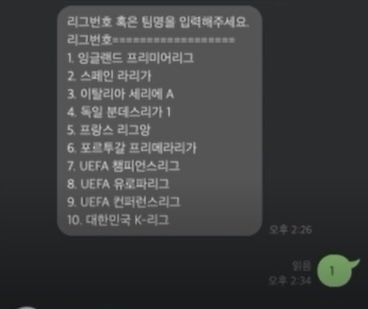 리그번호 혹은 팀명을 입력해주세요.
리그번호==================
1. 잉글랜드 프리미어리그
2. 스페인 라리가
3. 이탈리아 세리에 A
4. 독일 분데스리가 1
5. 프랑스 리그앙
6. 포르투갈 프리메라리가
7. UEFA 챔피언스리그
8. UEFA 유로파리그
9. UEFA 컨퍼런스리그
10. 대한민국 K-리그
오후 2:26
읽음
1
오후 2:34